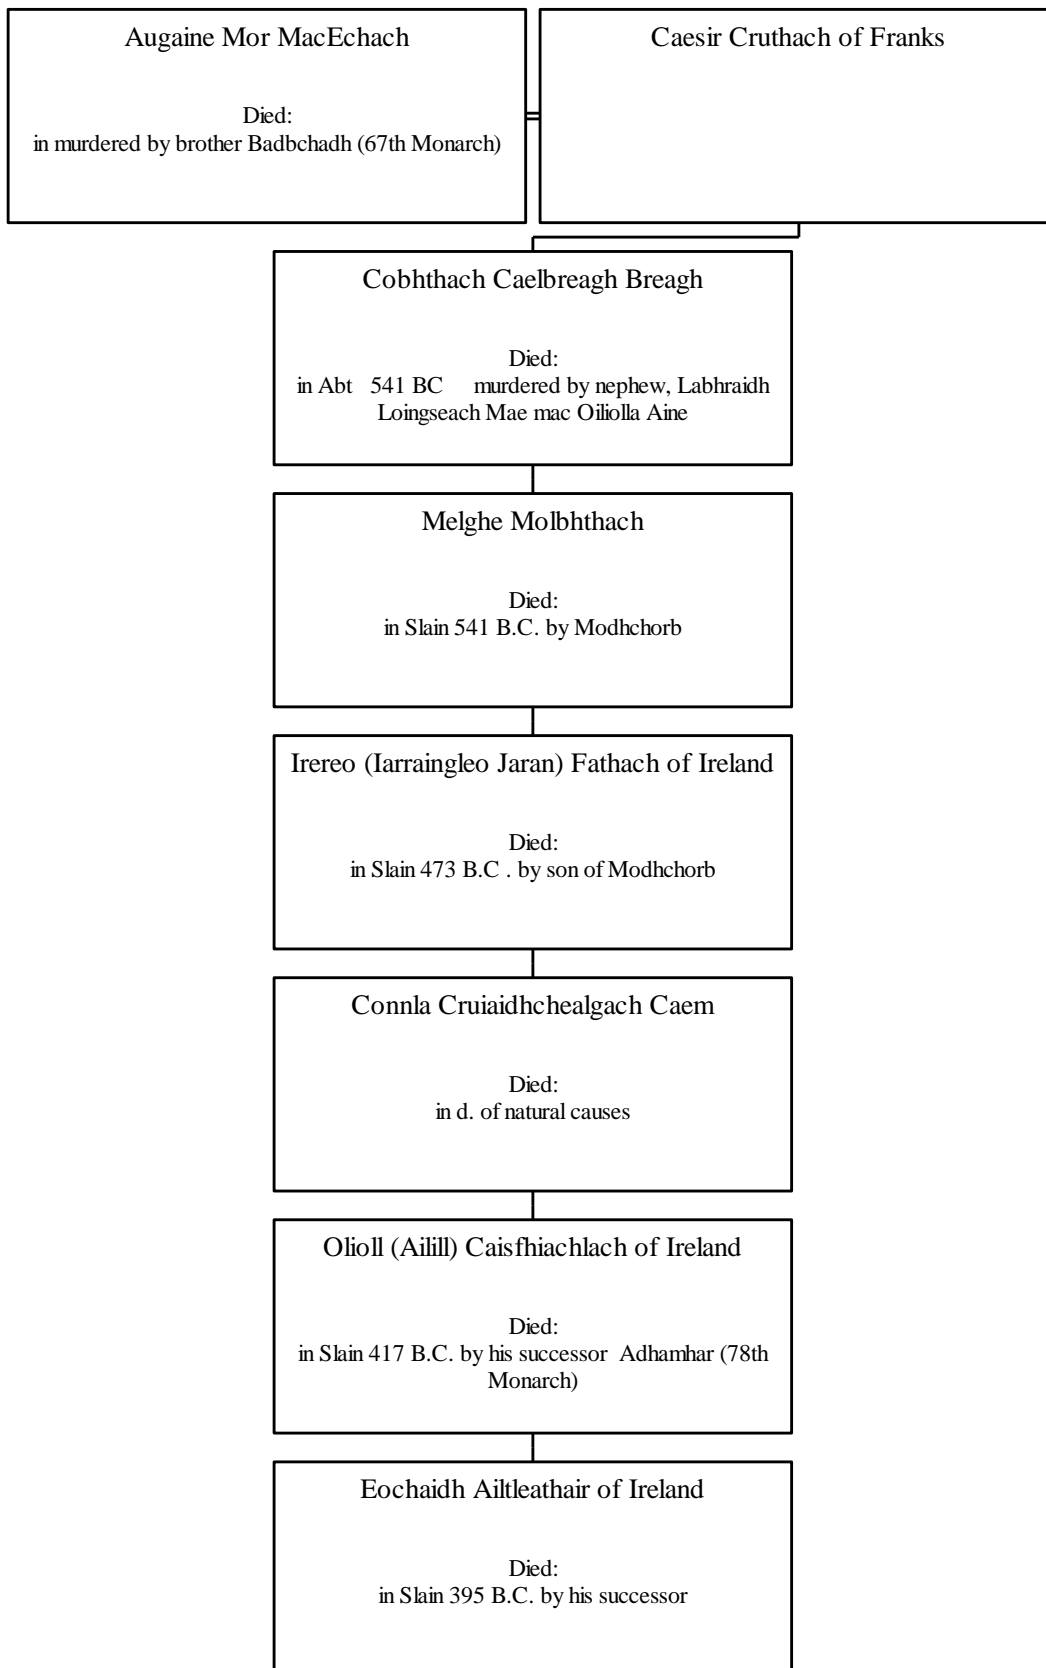 Augaine Mor MacEchach
Died:
in murdered by brother Badbchadh (67th Monarch)
Caesir Cruthach of Franks
Cobhthach Caelbreagh Breagh
Died:
in Abt 541 BC murdered by nephew, Labhraidh
Loingseach Mae mac Oiliolla Aine
Melghe Molbhthach
Died:
in Slain 541 B.C. by Modhchorb
Irereo (Iarraingleo Jaran) Fathach of Ireland
Died:
in Slain 473 B.C . by son of Modhchorb
Connla Cruiaidhchealgach Caem
Died:
in d. of natural causes
Olioll (Ailill) Caisfhiachlach of Ireland
Died:
in Slain 417 B.C. by his successor Adhamhar (78th
Monarch)
Eochaidh Ailtleathair of Ireland
Died:
in Slain 395 B.C. by his successor